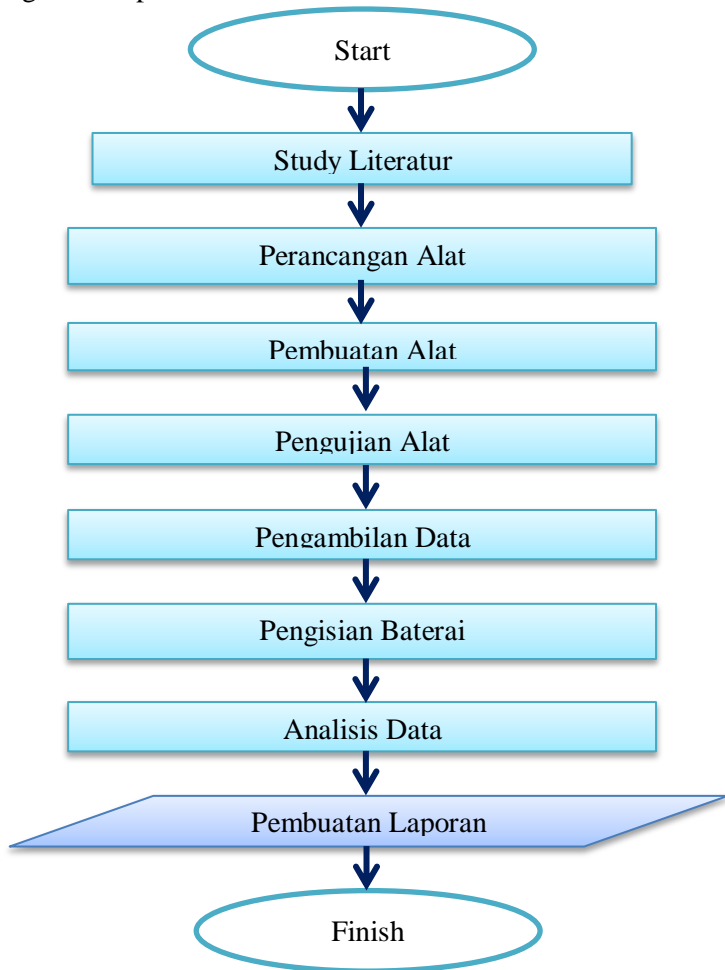 Start
Study Literatur
Perancangan Alat
Pembuatan Alat
Pengujian Alat
Pengambilan Data
Pengisian Baterai
Analisis Data
Pembuatan Laporan
Finish